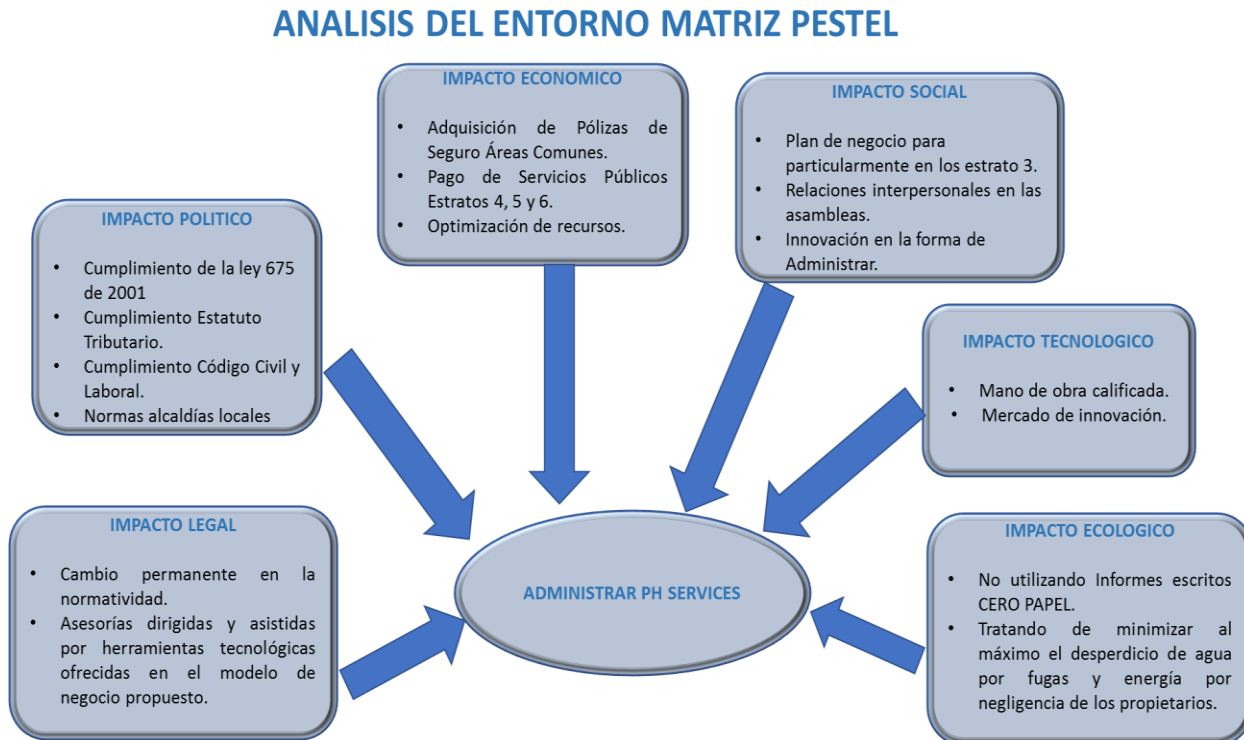 ANALISIS DEL ENTORNO MATRIZ PESTEL
IMPACTO ECONOMICO
• Adquisición de Pólizas de
Seguro Áreas Comunes.
• Pago de Servicios Públicos
Estratos 4, 5 y 6.
• Optimización de recursos.
IMPACTO SOCIAL
• Plan de negocio para
particularmente en los estrato 3.
• Relaciones interpersonales en las
asambleas.
• Innovación en la forma de
Administrar.
IMPACTO POLITICO
• Cumplimiento de la ley 675
de 2001
• Cumplimiento Estatuto
Tributario.
• Cumplimiento Código Civil y
Laboral.
• Normas alcaldías locales
IMPACTO TECNOLOGICO
• Mano de obra calificada.
• Mercado de innovación.
IMPACTO LEGAL
• Cambio permanente en la
normatividad.
• Asesorías dirigidas y asistidas
por herramientas tecnológicas
ofrecidas en el modelo de
negocio propuesto.
ADMINISTRAR PH SERVICES
IMPACTO ECOLOGICO
• No utilizando Informes escritos
CERO PAPEL.
• Tratando de minimizar al
máximo el desperdicio de agua
por fugas y energía por
negligencia de los propietarios.